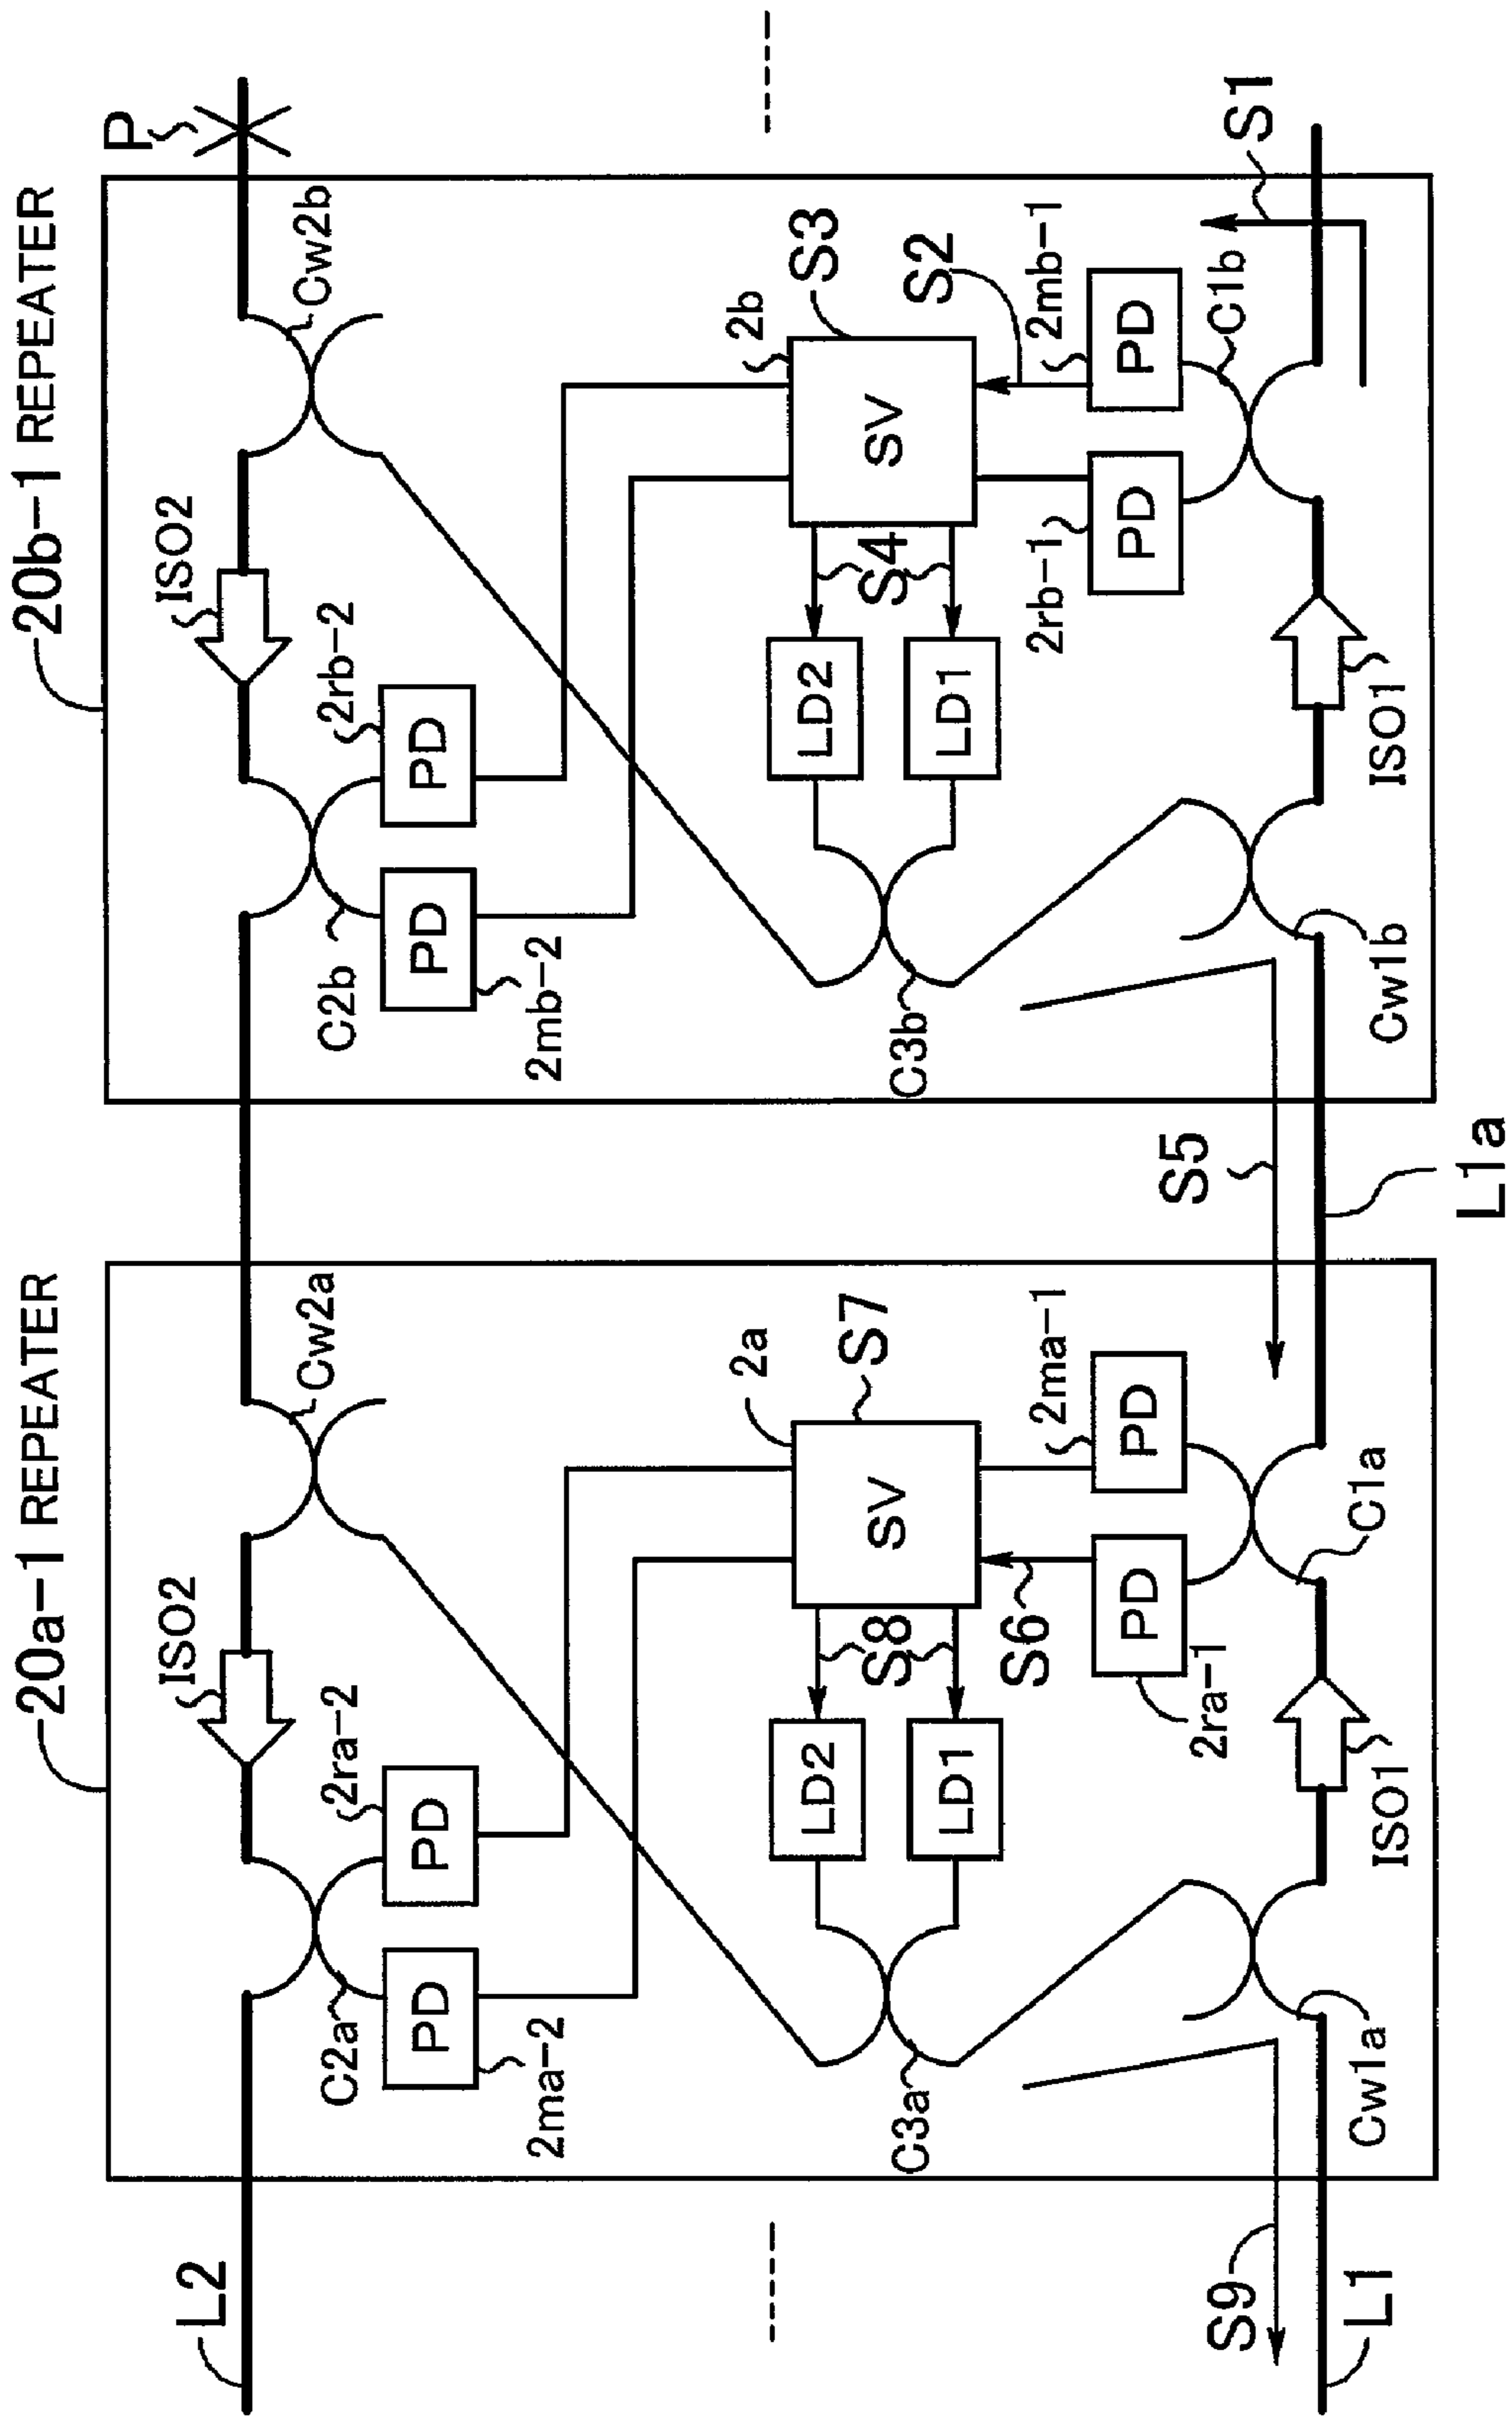 20a-1 REPEATER
20b-1 REPEATER
P
L2
ISO2
Cw2a
ISO2
Cw2b
C2a
2ra-2
PD
PD
2ma-2
C2b
2rb-2
PD
PD
2mb-2
2a
S7
SV
LD2
LD1
S8
S6
C3a
2ma-1
PD
PD
2ra-1
2b
S3
SV
LD2
LD1
S4
S2
C3b
2mb-1
PD
PD
2rb-1
S9
S5
S1
L1
Cw1a
ISO1
C1a
L1a
Cw1b
ISO1
C1b